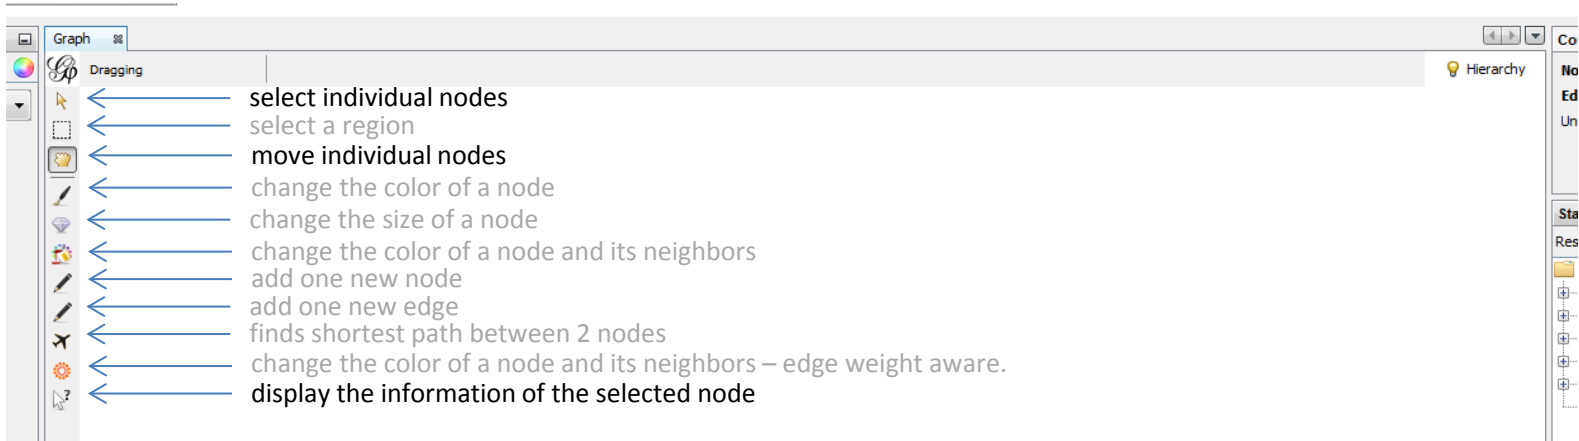 Graph
Co
Dragging
Hierarchy
No
select individual nodes
Ed
select a region
Un
move individual nodes
change the color of a node
change the size of a node
Sta
change the color of a node and its neighbors
Res
add one new node
add one new edge
finds shortest path between 2 nodes
change the color of a node and its neighbors – edge weight aware.
display the information of the selected node